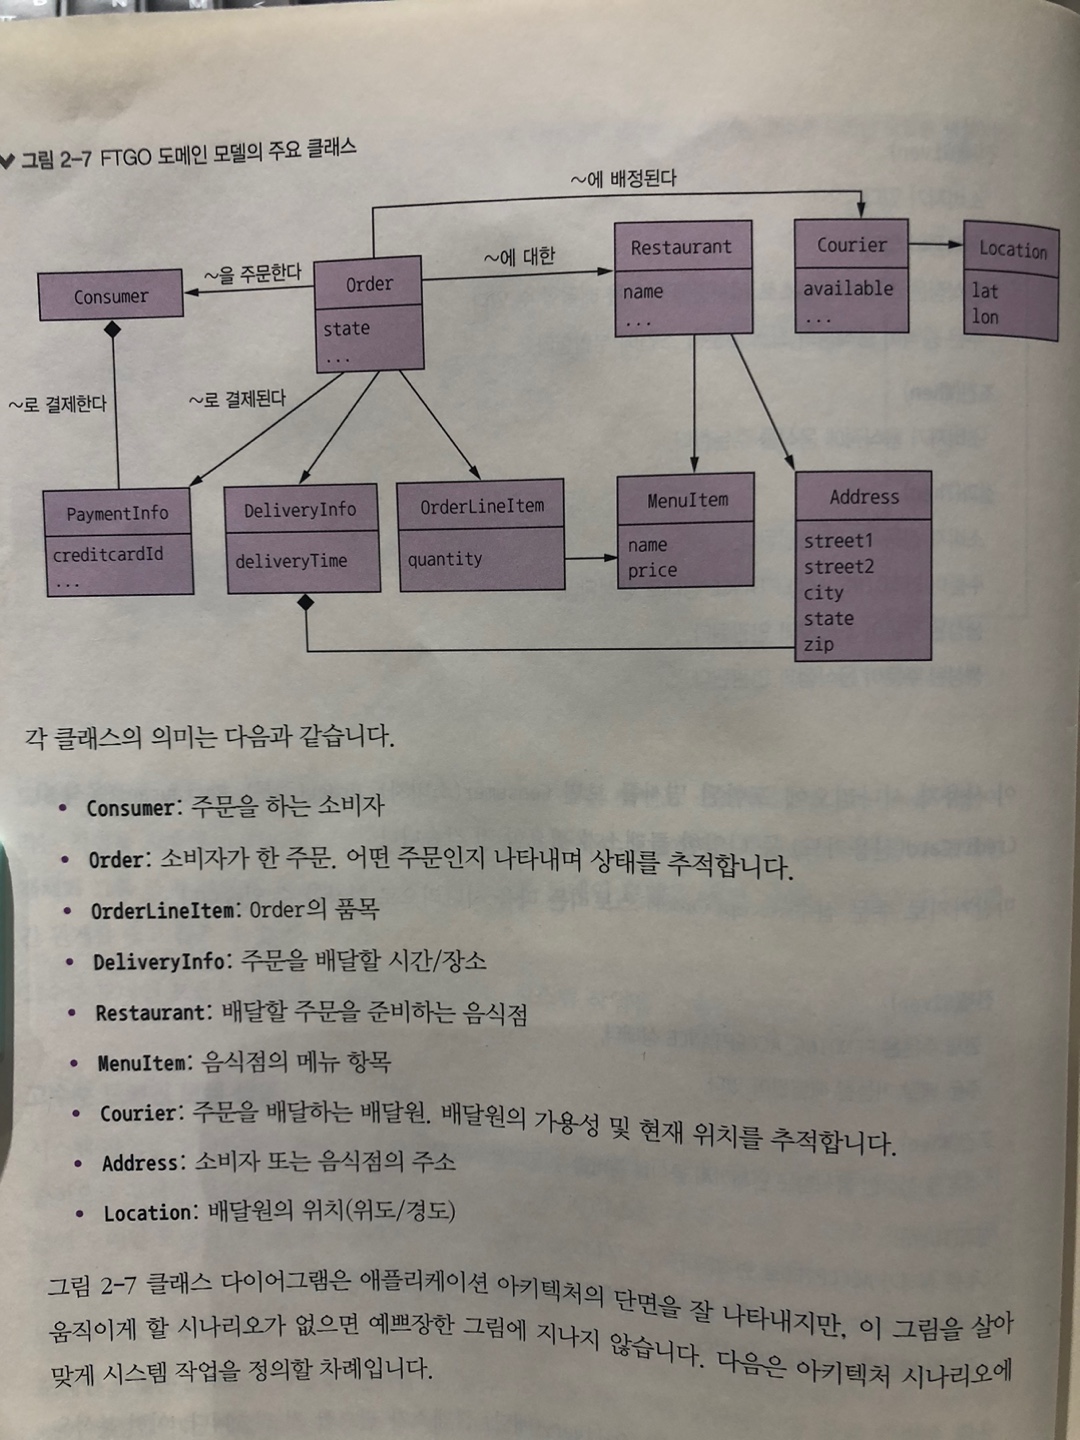 그림 2-7 FTGO 도메인 모델의 주요 클래스
~에 배정된다
Consumer
~을 주문한다
Order
state
...
~에 대한
Restaurant
name
...
Courier
available
...
Location
lat
lon
~로 결제한다
~로 결제된다
PaymentInfo
creditcardId
...
DeliveryInfo
deliveryTime
OrderLineItem
quantity
MenuItem
name
price
Address
street1
street2
city
state
zip
각 클래스의 의미는 다음과 같습니다.
• Consumer: 주문을 하는 소비자
• Order: 소비자가 한 주문. 어떤 주문인지 나타내며 상태를 추적합니다.
• OrderLineItem: Order의 품목
• DeliveryInfo: 주문을 배달할 시간/장소
• Restaurant: 배달할 주문을 준비하는 음식점
• MenuItem: 음식점의 메뉴 항목
• Courier: 주문을 배달하는 배달원. 배달원의 가용성 및 현재 위치를 추적합니다.
• Address: 소비자 또는 음식점의 주소
• Location: 배달원의 위치(위도/경도)
그림 2-7 클래스 다이어그램은 애플리케이션 아키텍처의 단면을 잘 나타내지만, 이 그림을 살아
움직이게 할 시나리오가 없으면 예쁘장한 그림에 지나지 않습니다. 다음은 아키텍처 시나리오에
맞게 시스템 작업을 정의할 차례입니다.